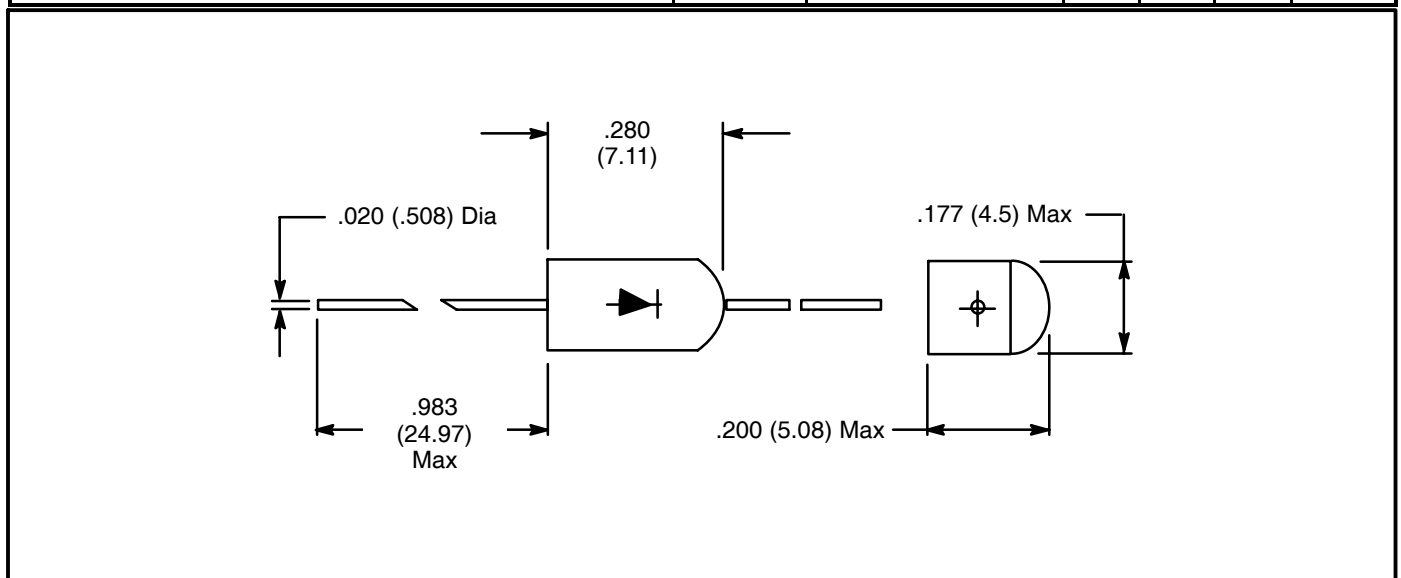 .280
(7.11)
.020 (.508) Dia
.177 (4.5) Max
.983
(24.97)
Max
.200 (5.08) Max